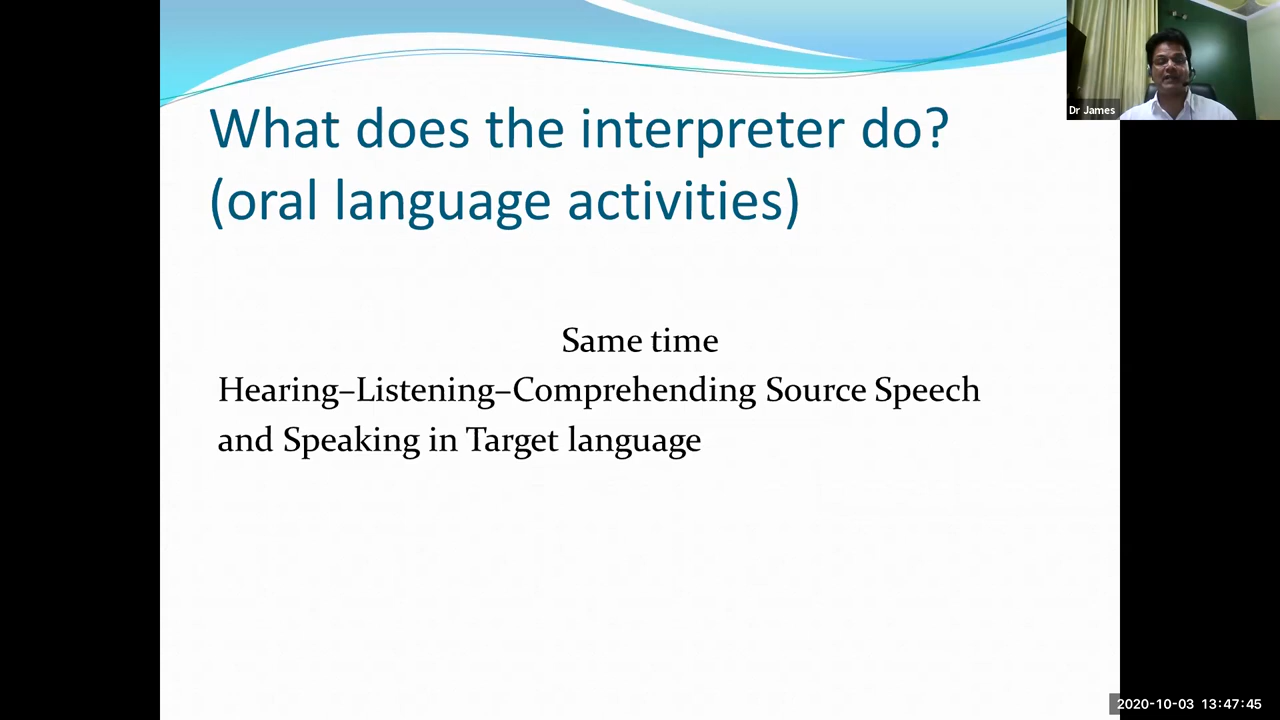 What does the interpreter do?
(oral language activities)
Same time
Hearing–Listening–Comprehending Source Speech
and Speaking in Target language
Dr James
2020-10-03 13:47:45